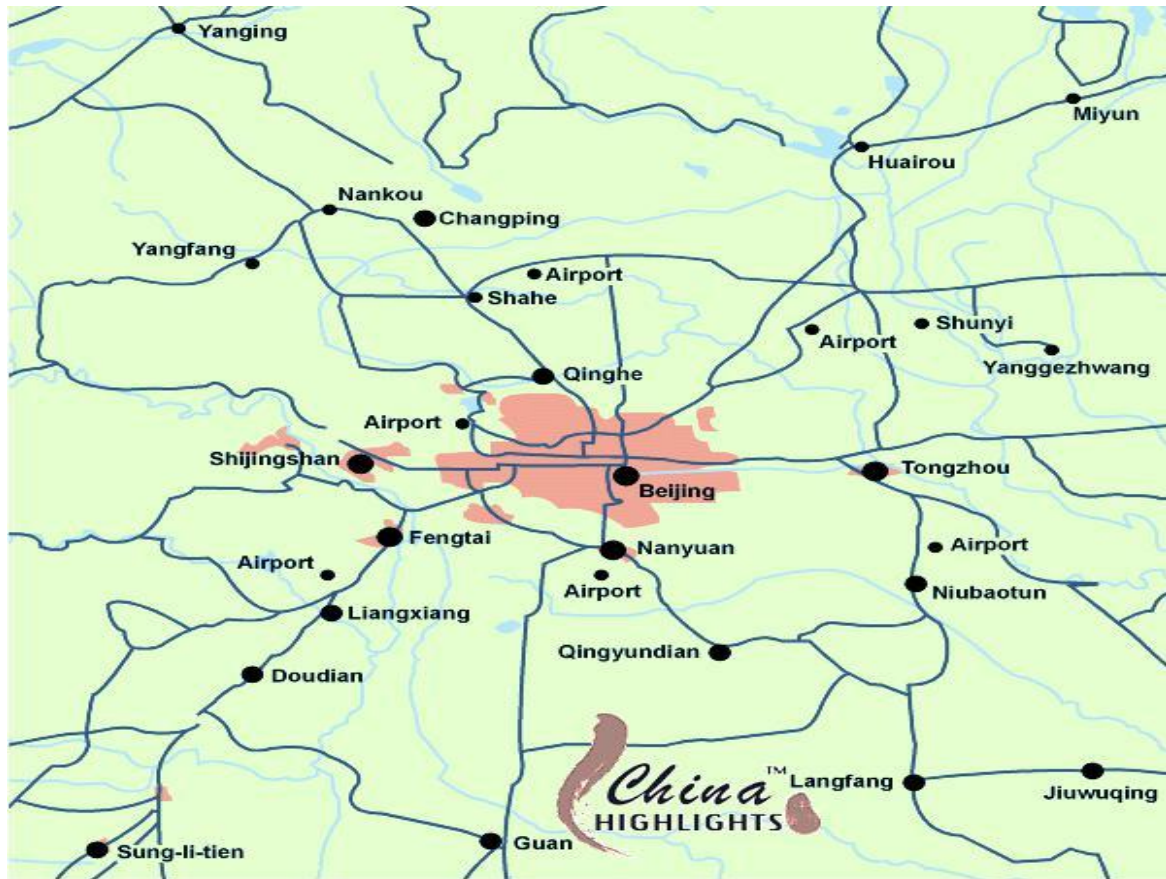 Yanging
Miyun
Huairou
Nankou
Changping
Yangfang
Airport
Shahe
Shunyi
Airport
Yanggezhwang
Qinghe
Airport
Shijingshan
Tongzhou
Beijing
Fengtai
Nanyuan
Airport
Airport
Airport
Niubaotun
Liangxiang
Qingyundian
Doudian
China™
HIGHLIGHTS
Langfang
Jiuwuqing
Guan
Sung-li-tien